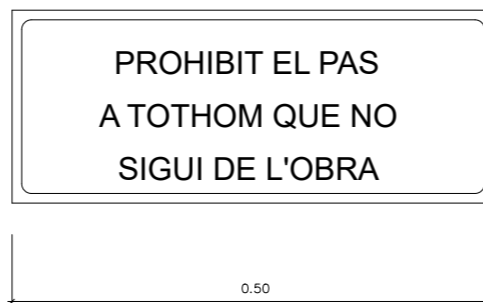 PROHIBIT EL PAS
A TOTHOM QUE NO
SIGUI DE L'OBRA
0.50